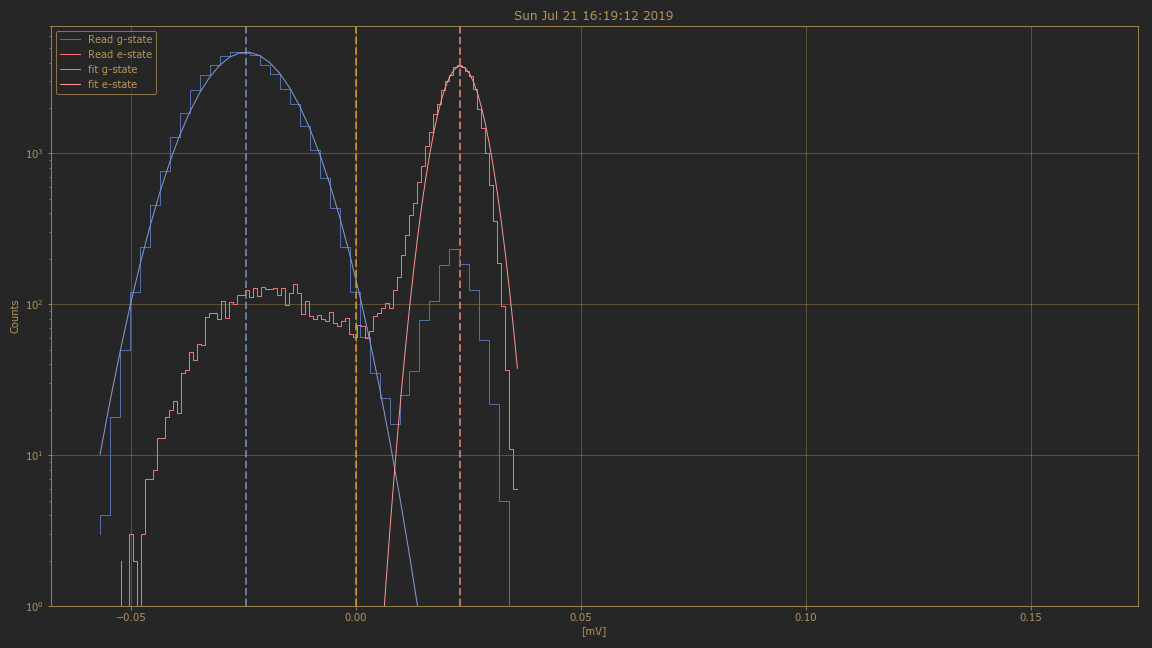 Sun Jul 21 16:19:12 2019
Read g-state
Read e-state
fit g-state
fit e-state
Counts
10³
10²
10¹
10⁰
−0.05
0.00
0.05
0.10
0.15
[mV]